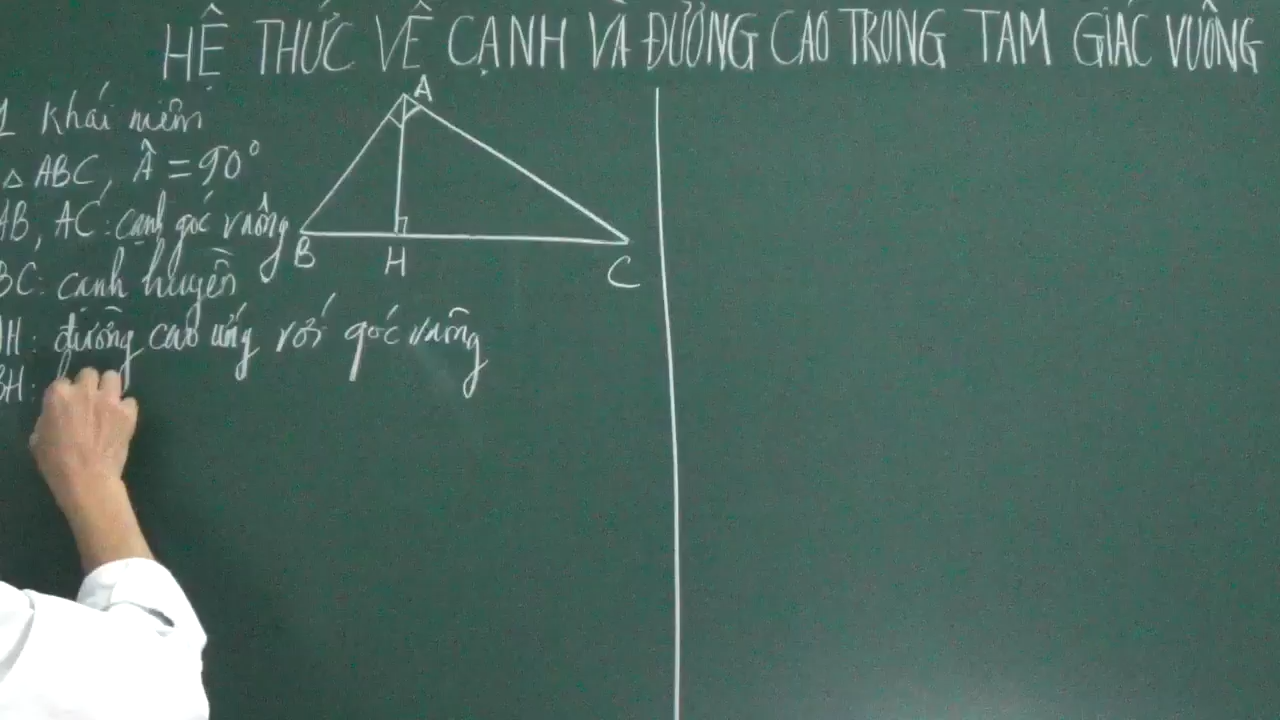 HỆ THỨC VỀ CẠNH VÀ ĐƯỜNG CAO TRONG TAM GIÁC VUÔNG
1 Khái niệm
△ ABC, Â = 90°
AB, AC: cạnh góc vuông
BC: cạnh huyền
AH: đường cao ứng với góc vuông
BH:
A
B
H
C